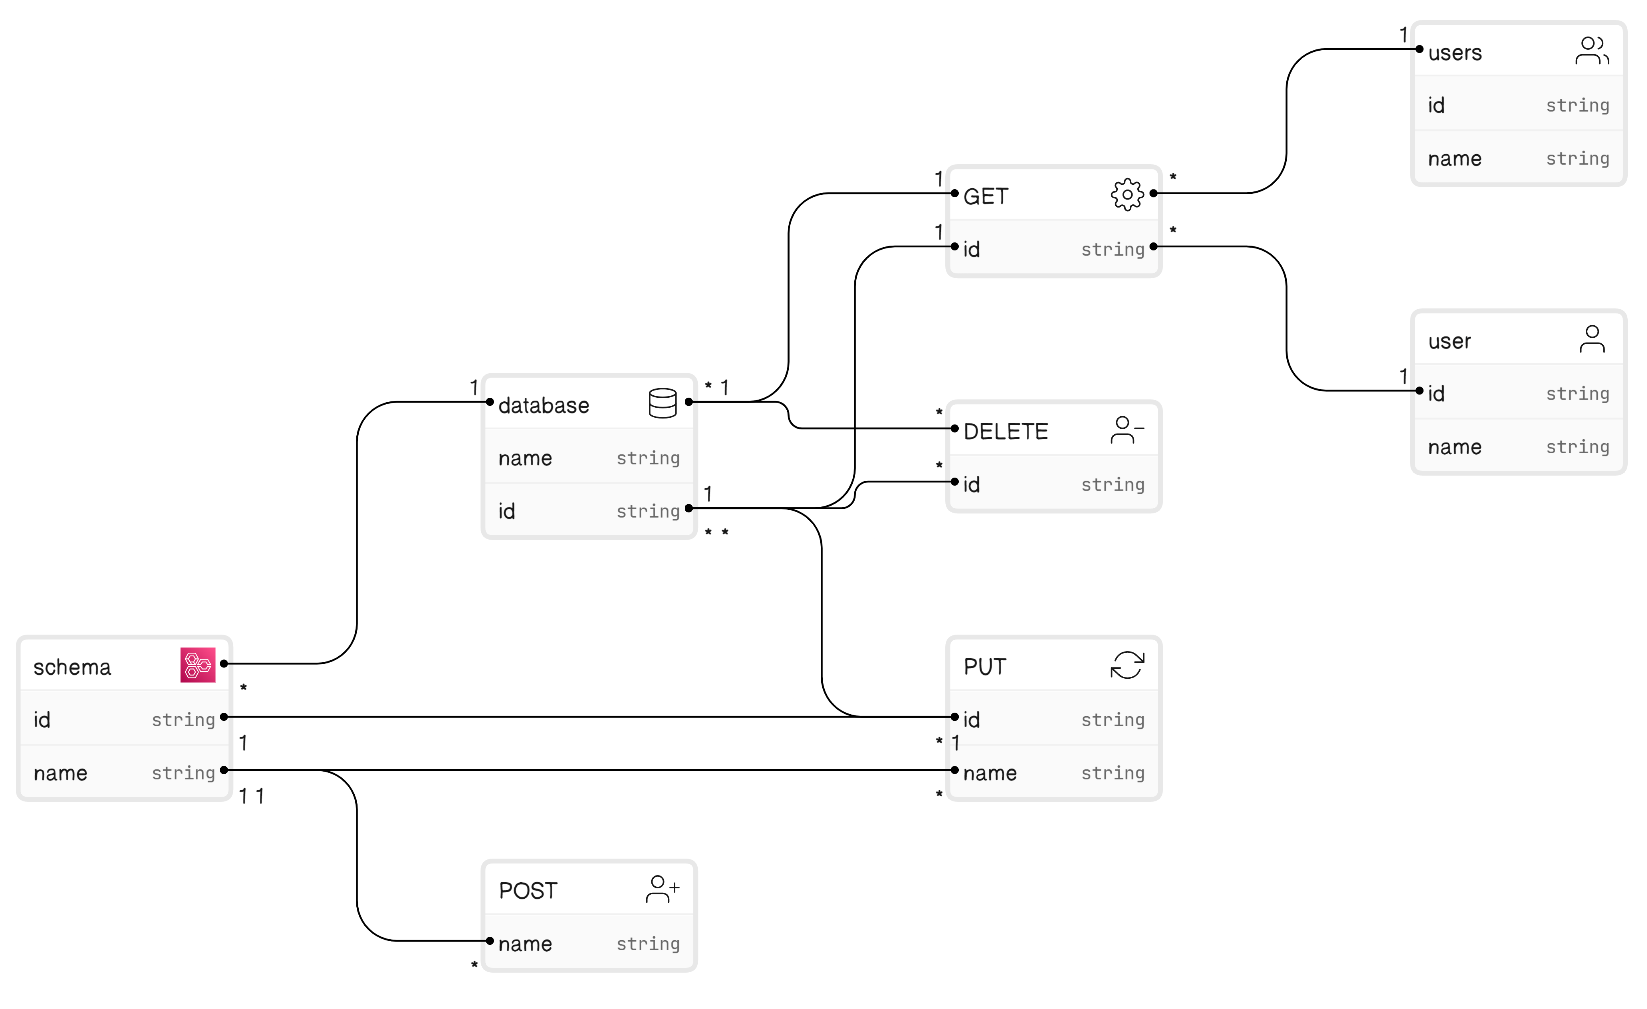 1
users
id string
name string
1
GET
*
1
id string
*
user
1
id string
name string
1
database
* 1
name string
1
id string
* *
*
DELETE
*
id string
schema
*
id string
1
name string
1 1
PUT
id string
* 1
name string
*
POST
name string
*